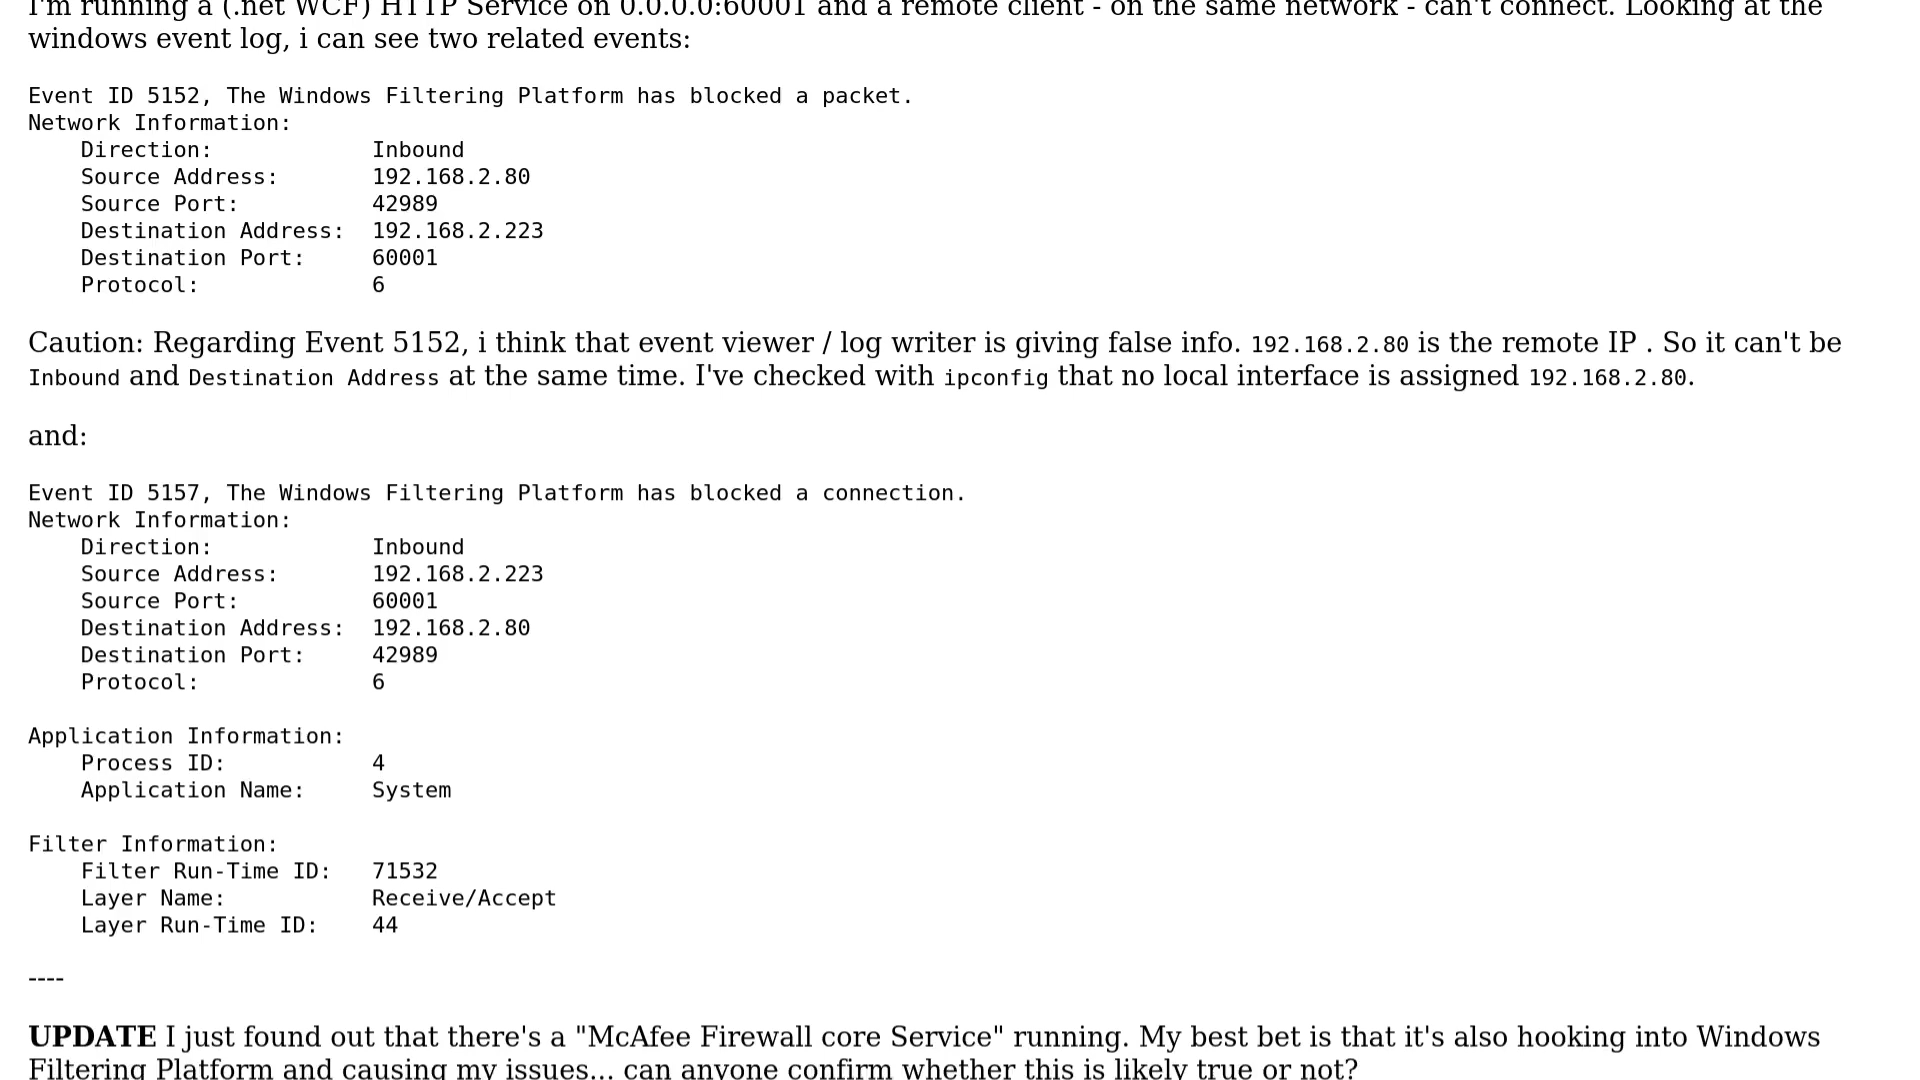 I'm running a (.net WCF) HTTP Service on 0.0.0.0:60001 and a remote client - on the same network - can't connect. Looking at the
windows event log, i can see two related events:
Event ID 5152, The Windows Filtering Platform has blocked a packet.
Network Information:
    Direction:            Inbound
    Source Address:       192.168.2.80
    Source Port:          42989
    Destination Address:  192.168.2.223
    Destination Port:     60001
    Protocol:             6
Caution: Regarding Event 5152, i think that event viewer / log writer is giving false info. 192.168.2.80 is the remote IP . So it can't be
Inbound and Destination Address at the same time. I've checked with ipconfig that no local interface is assigned 192.168.2.80.
and:
Event ID 5157, The Windows Filtering Platform has blocked a connection.
Network Information:
    Direction:            Inbound
    Source Address:       192.168.2.223
    Source Port:          60001
    Destination Address:  192.168.2.80
    Destination Port:     42989
    Protocol:             6
Application Information:
    Process ID:           4
    Application Name:     System
Filter Information:
    Filter Run-Time ID:   71532
    Layer Name:           Receive/Accept
    Layer Run-Time ID:    44
----
UPDATE I just found out that there's a "McAfee Firewall core Service" running. My best bet is that it's also hooking into Windows
Filtering Platform and causing my issues... can anyone confirm whether this is likely true or not?